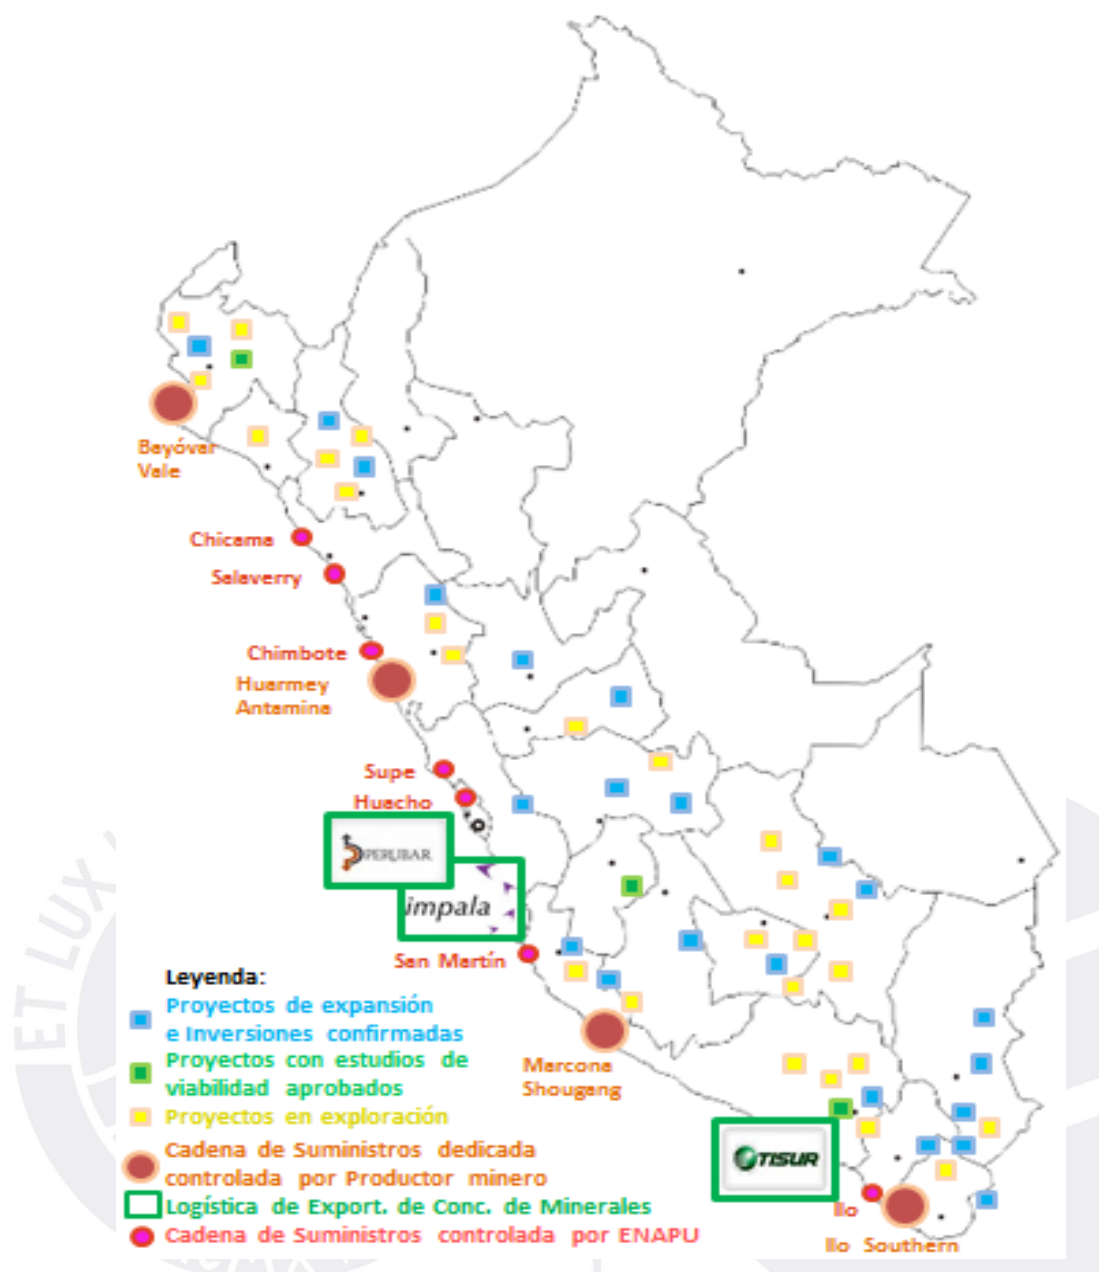 Bayóvar
Vale
Chicama
Salaverry
Chimbote
Huarmey
Antamina
Supe
Huacho
PERUBAR
impala
San Martín
Marcona
Shougang
TISUR
Ilo
Ilo Southern
Leyenda:
Proyectos de expansión
e Inversiones confirmadas
Proyectos con estudios de
viabilidad aprobados
Proyectos en exploración
Cadena de Suministros dedicada
controlada por Productor minero
Logística de Export. de Conc. de Minerales
Cadena de Suministros controlada por ENAPU
ET LUX